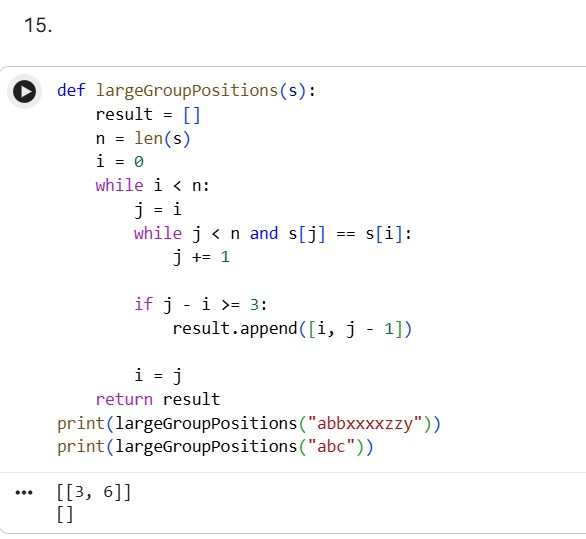 15.
def largeGroupPositions(s):
    result = []
    n = len(s)
    i = 0
    while i < n:
        j = i
        while j < n and s[j] == s[i]:
            j += 1

        if j - i >= 3:
            result.append([i, j - 1])

        i = j
    return result
print(largeGroupPositions("abbxxxxzzy"))
print(largeGroupPositions("abc"))
[[3, 6]]
[]